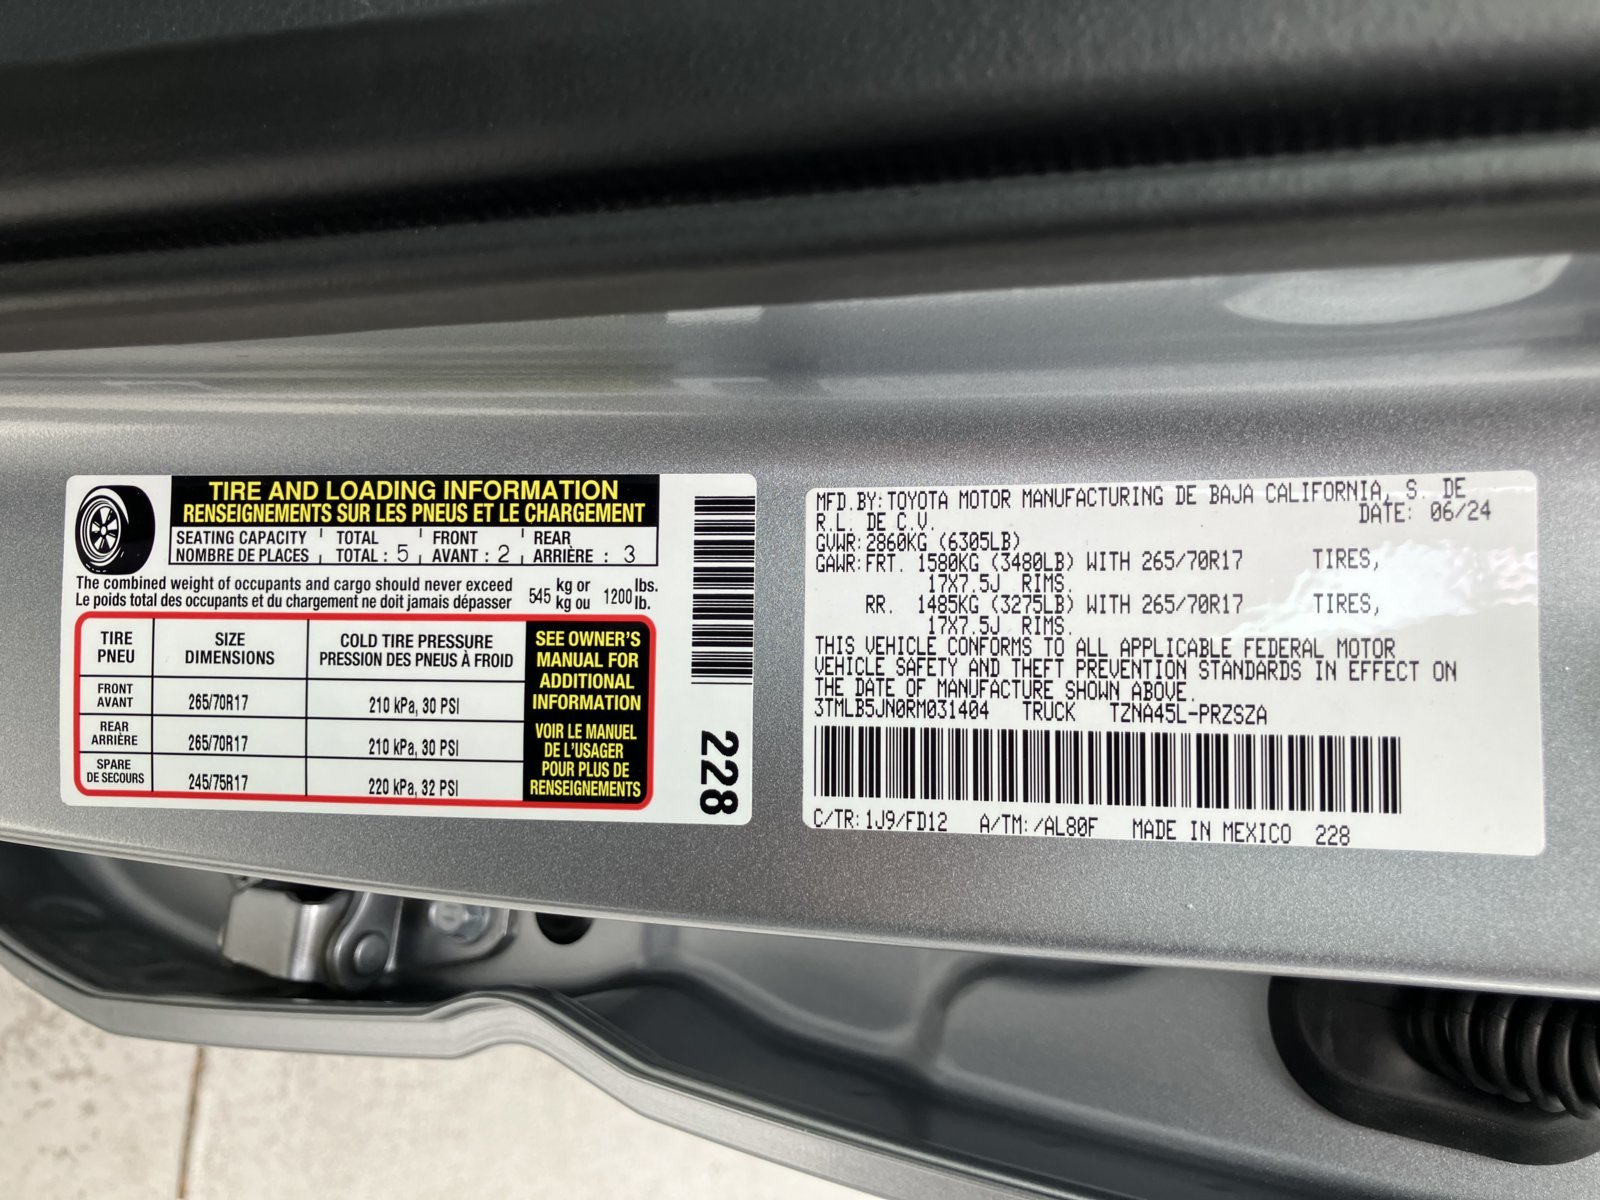 TIRE AND LOADING INFORMATION
RENSEIGNEMENTS SUR LES PNEUS ET LE CHARGEMENT
SEATING CAPACITY TOTAL FRONT REAR
NOMBRE DE PLACES TOTAL : 5 AVANT : 2 ARRIÈRE : 3
The combined weight of occupants and cargo should never exceed 545 kg or 1200 lbs.
Le poids total des occupants et du chargement ne doit jamais dépasser kg ou lb.
TIRE PNEU
SIZE DIMENSIONS
COLD TIRE PRESSURE
PRESSION DES PNEUS À FROID
FRONT AVANT 265/70R17 210 kPa, 30 PSI
REAR ARRIÈRE 265/70R17 210 kPa, 30 PSI
SPARE DE SECOURS 245/75R17 220 kPa, 32 PSI
SEE OWNER'S
MANUAL FOR
ADDITIONAL
INFORMATION
VOIR LE MANUEL
DE L'USAGER
POUR PLUS DE
RENSEIGNEMENTS
228
MFD.BY:TOYOTA MOTOR MANUFACTURING DE BAJA CALIFORNIA, S. DE
R.L. DE C.V. DATE: 06/24
GVWR:2860KG (6305LB)
GAWR:FRT. 1580KG (3480LB) WITH 265/70R17 TIRES,
17X7.5J RIMS.
RR. 1485KG (3275LB) WITH 265/70R17 TIRES,
17X7.5J RIMS.
THIS VEHICLE CONFORMS TO ALL APPLICABLE FEDERAL MOTOR
VEHICLE SAFETY AND THEFT PREVENTION STANDARDS IN EFFECT ON
THE DATE OF MANUFACTURE SHOWN ABOVE.
3TMLB5JN0RM031404 TRUCK TZNA45L-PRZSZA
C/TR:1J9/FD12 A/TM:/AL80F MADE IN MEXICO 228